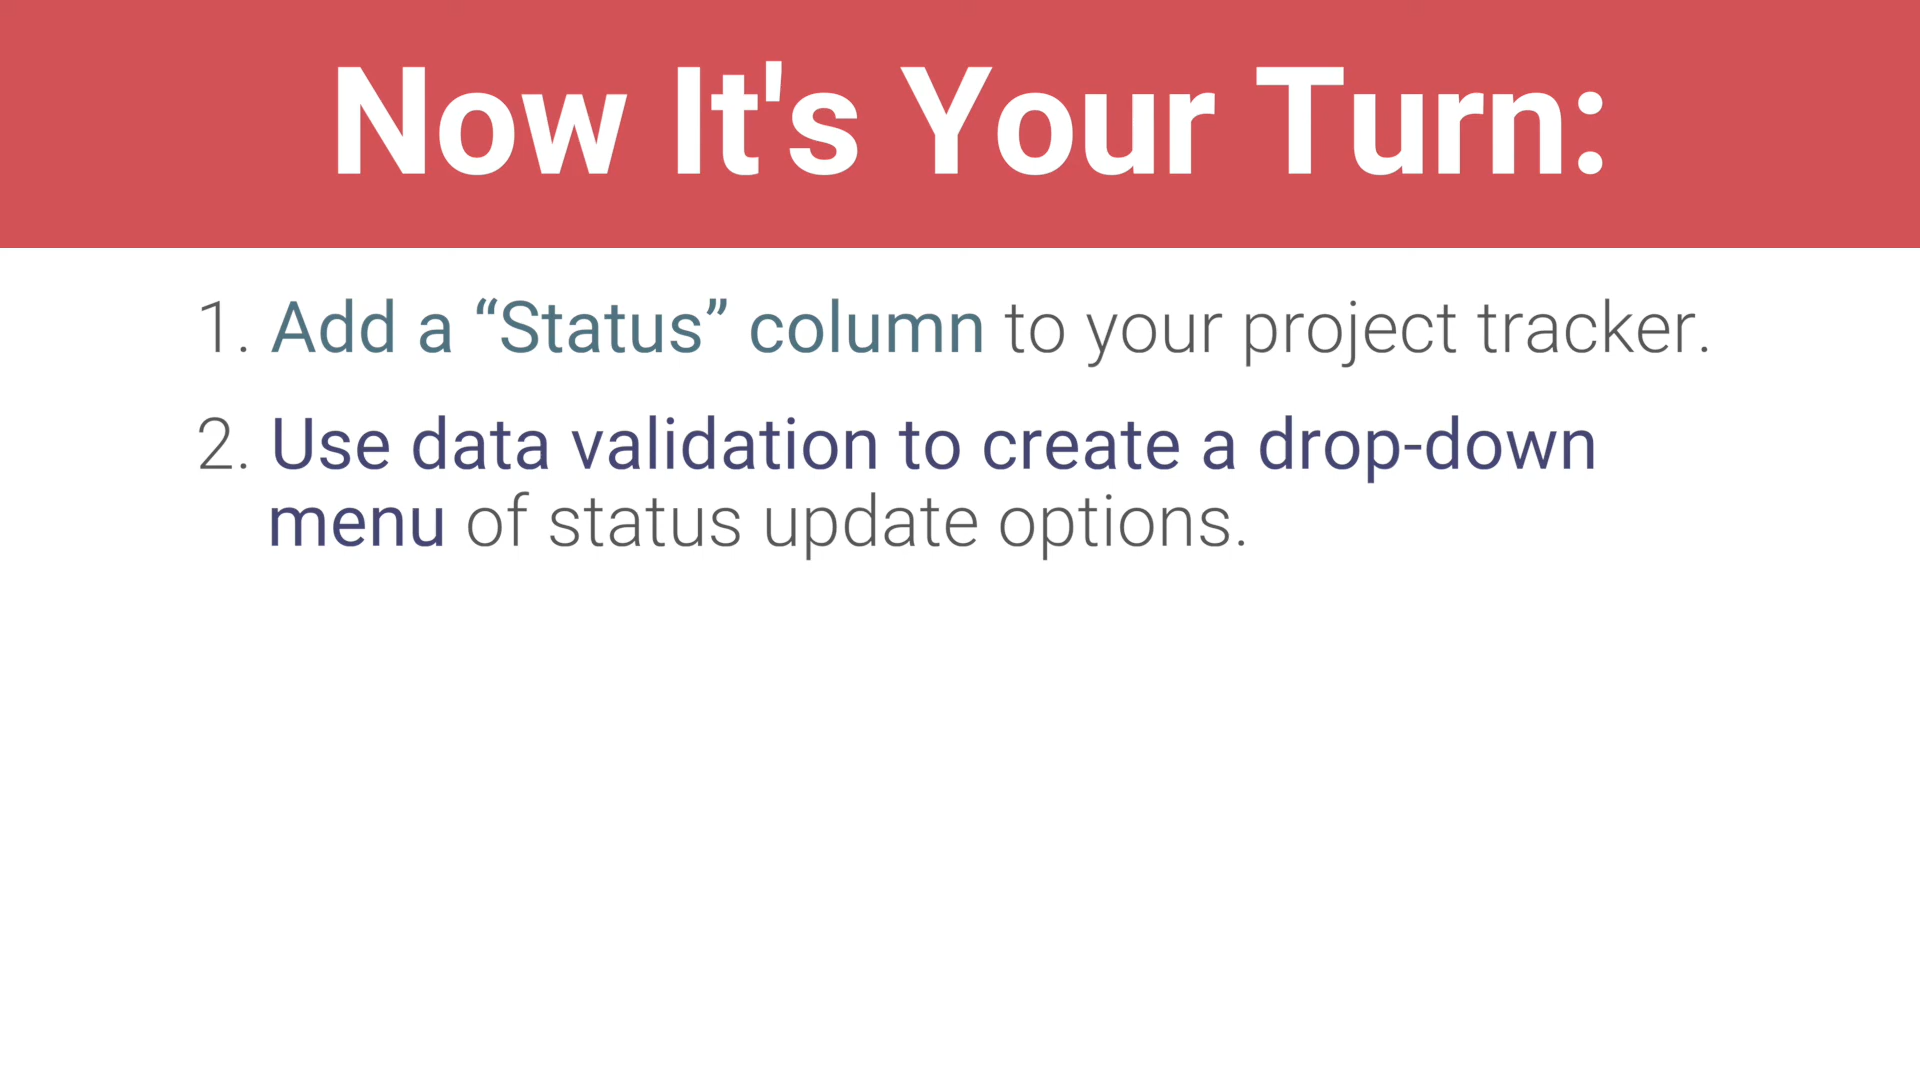 Now It's Your Turn:
1. Add a “Status” column to your project tracker.
2. Use data validation to create a drop-down
menu of status update options.